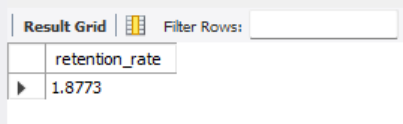 Result Grid Filter Rows:
retention_rate
1.8773